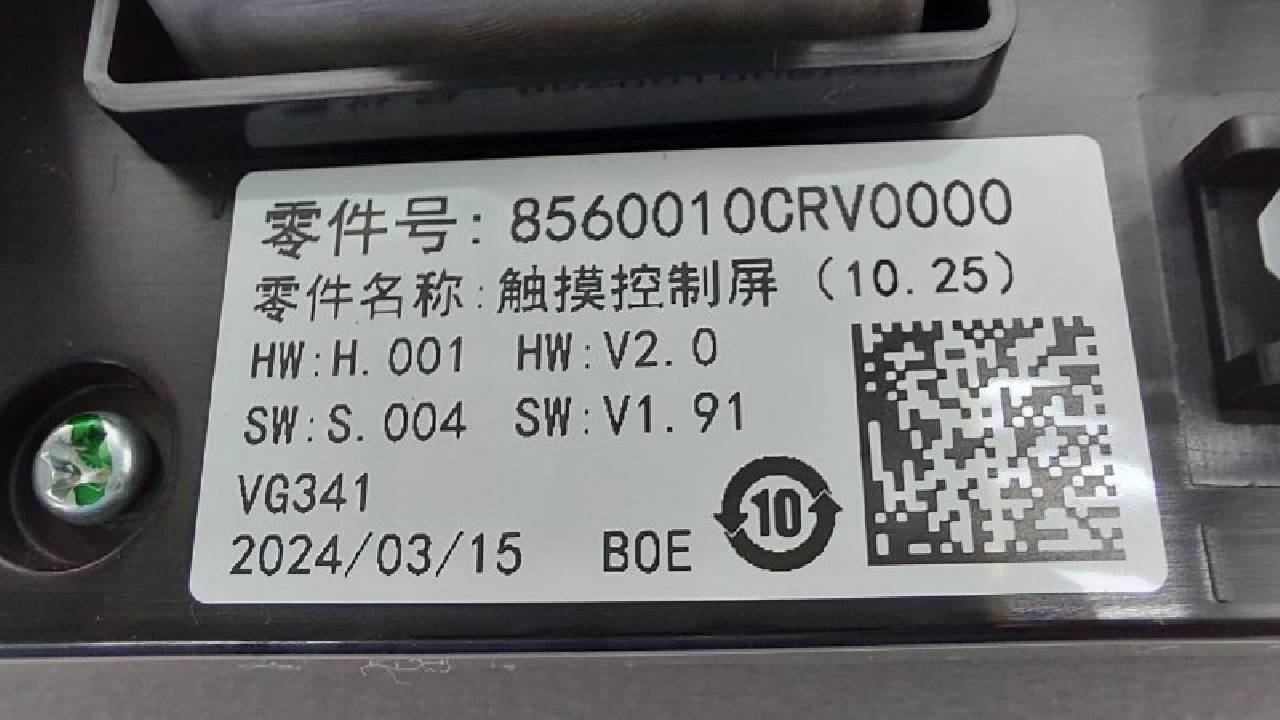 零件号: 8560010CRV0000
零件名称: 触摸控制屏（10.25）
HW:H.001 HW:V2.0
SW:S.004 SW:V1.91
VG341
2024/03/15 BOE 10